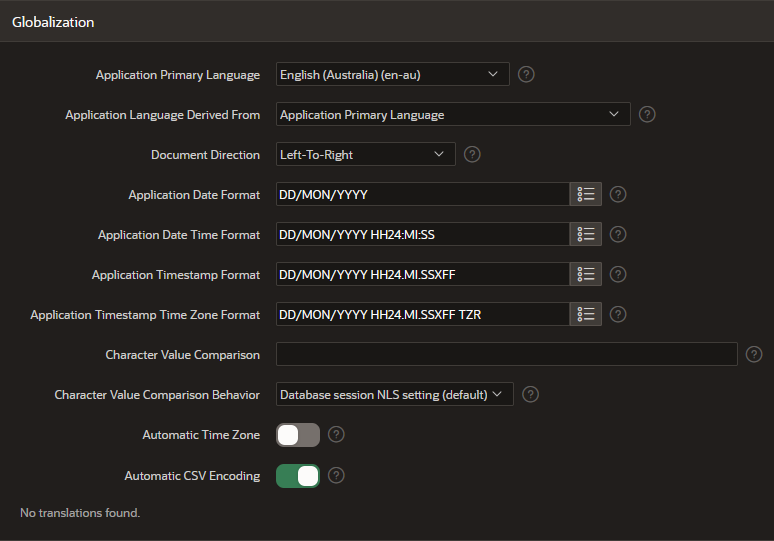 Globalization
Application Primary Language English (Australia) (en-au)
Application Language Derived From Application Primary Language
Document Direction Left-To-Right
Application Date Format DD/MON/YYYY
Application Date Time Format DD/MON/YYYY HH24:MI:SS
Application Timestamp Format DD/MON/YYYY HH24.MI.SSXFF
Application Timestamp Time Zone Format DD/MON/YYYY HH24.MI.SSXFF TZR
Character Value Comparison
Character Value Comparison Behavior Database session NLS setting (default)
Automatic Time Zone
Automatic CSV Encoding
No translations found.